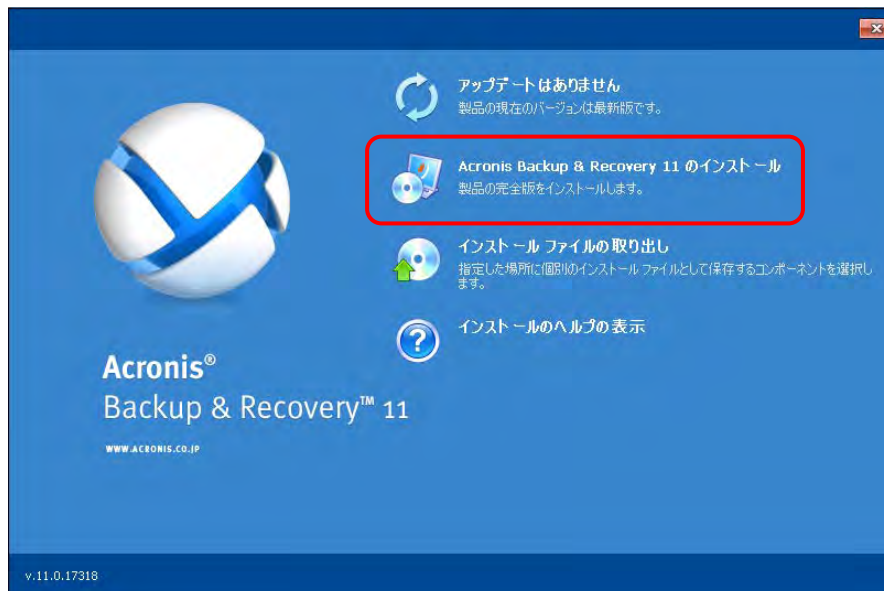 アップデートはありません
製品の現在のバージョンは最新版です。
Acronis Backup & Recovery 11 のインストール
製品の完全版をインストールします。
インストール ファイルの取り出し
指定した場所に個別のインストール ファイルとして保存するコンポーネントを選択し
ます。
インストールのヘルプの表示
Acronis®
Backup & Recovery™ 11
WWW.ACRONIS.CO.JP
v.11.0.17318